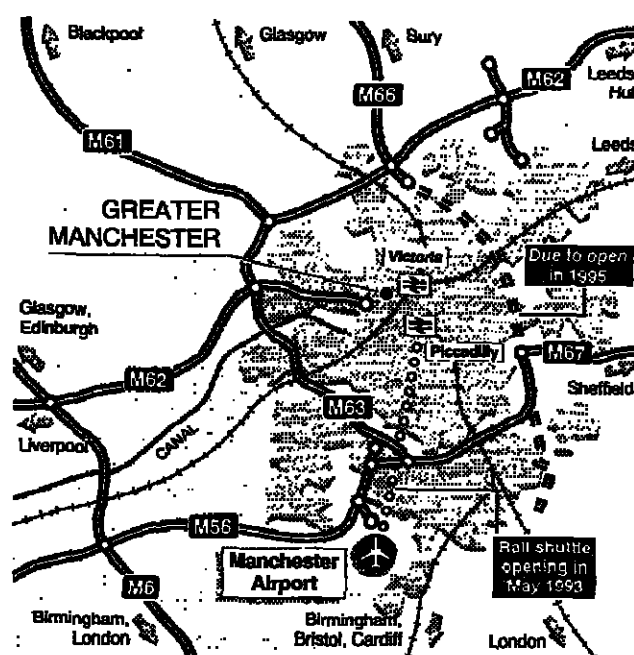 Blackpool
Glasgow
Bury
M62
Leeds
Hull
M66
M61
Leeds
GREATER
MANCHESTER
Victoria
Due to open
in 1995
Glasgow,
Edinburgh
Piccadilly
M67
M62
Sheffield
M63
Liverpool
CANAL
M56
Manchester
Airport
Rail shuttle
opening in
May 1993
M6
Birmingham,
London
Birmingham,
Bristol, Cardiff
London